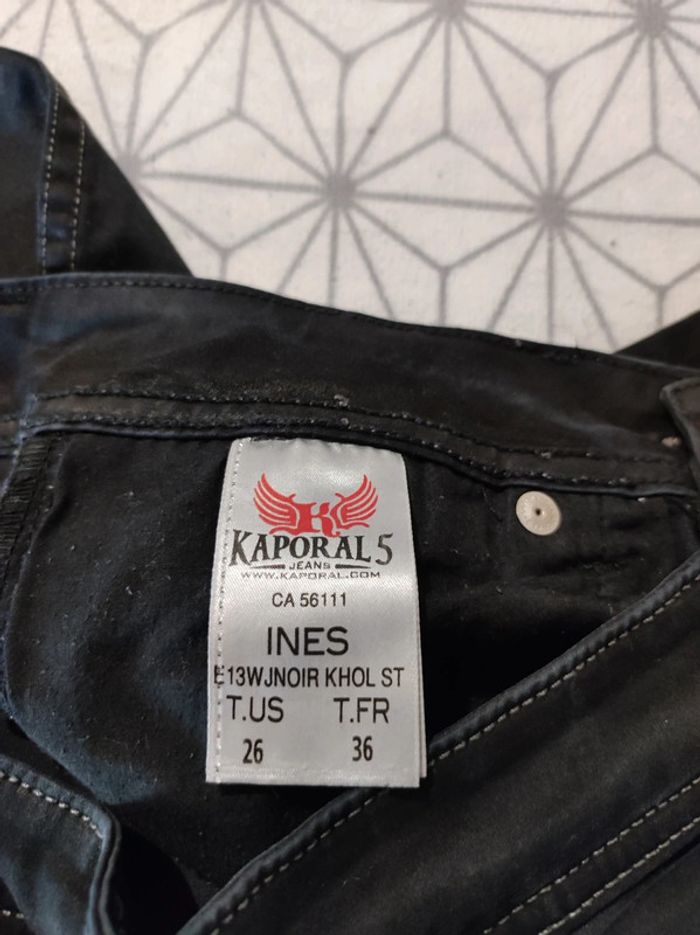 K
KAPORAL 5
JEANS
WWW.KAPORAL.COM
CA 56111
INES
E13WJNOIR KHOL ST
T.US T.FR
26 36